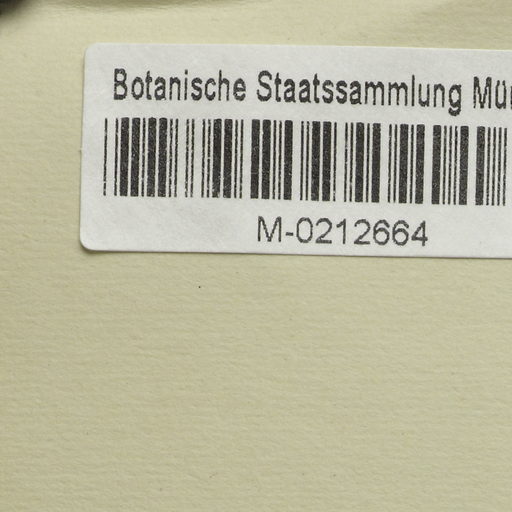 Botanische Staatssammlung Mü
M-0212664